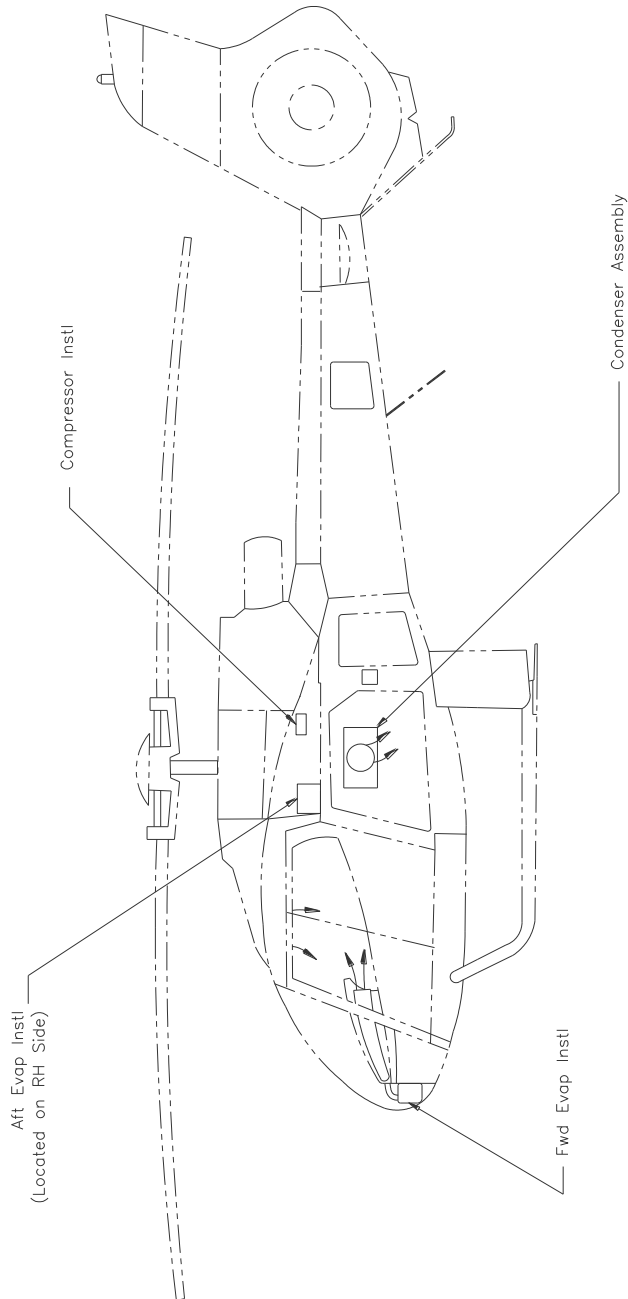 Aft Evap Instl
(Located on RH Side)
Compressor Instl
Fwd Evap Instl
Condenser Assembly